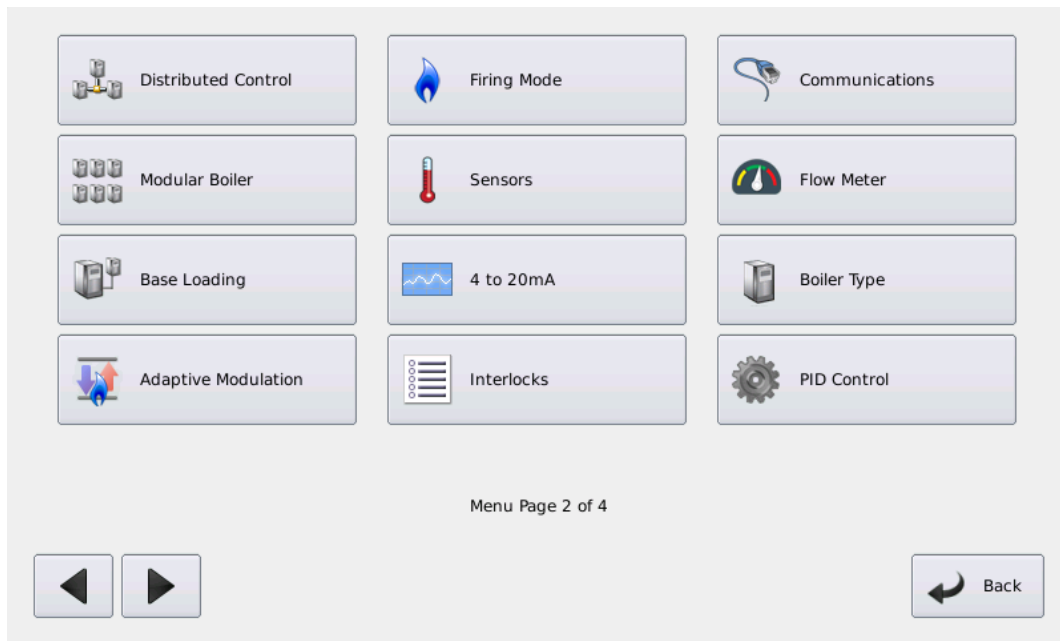 Distributed Control
Firing Mode
Communications
Modular Boiler
Sensors
Flow Meter
Base Loading
4 to 20mA
Boiler Type
Adaptive Modulation
Interlocks
PID Control
Menu Page 2 of 4
Back